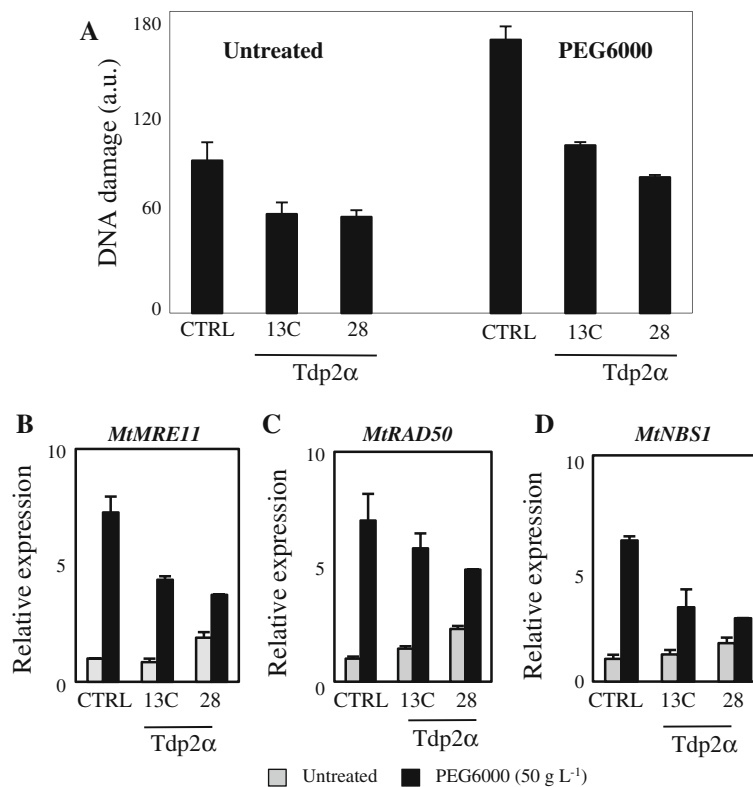 A
Untreated
PEG6000
DNA damage (a.u.)
180
120
60
0
CTRL 13C 28 CTRL 13C 28
Tdp2α Tdp2α
B MtMRE11
Relative expression
10
5
0
CTRL 13C 28
Tdp2α
C MtRAD50
Relative expression
10
5
0
CTRL 13C 28
Tdp2α
D MtNBS1
Relative expression
10
5
0
CTRL 13C 28
Tdp2α
Untreated PEG6000 (50 g L⁻¹)